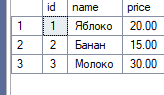 id name price
1 1 Яблоко 20.00
2 2 Банан 15.00
3 3 Молоко 30.00